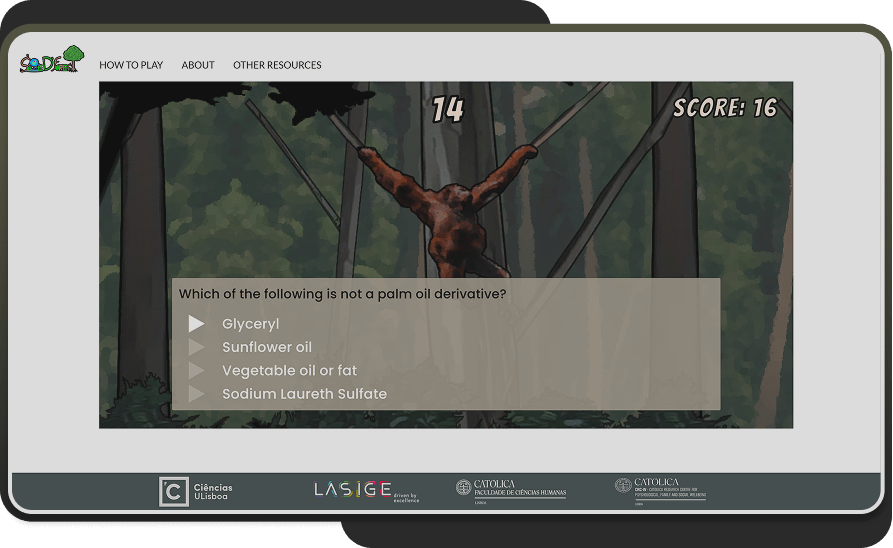 HOW TO PLAY ABOUT OTHER RESOURCES
14
SCORE: 16
Which of the following is not a palm oil derivative?
Glyceryl
Sunflower oil
Vegetable oil or fat
Sodium Laureth Sulfate
Ciências
ULisboa
LASIGE
driven by
excellence
CATOLICA
FACULDADE DE CIÊNCIAS HUMANAS
LISBOA
CATOLICA